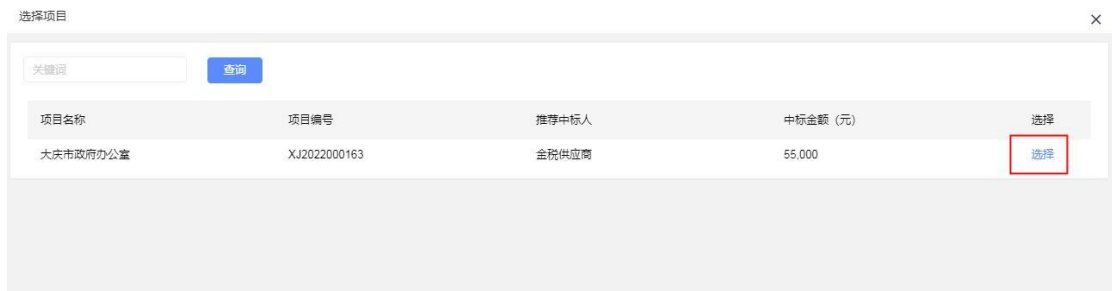 选择项目
关键词 查询
项目名称 项目编号 推荐中标人 中标金额（元） 选择
大庆市政府办公室 XJ2022000163 金税供应商 55,000 选择